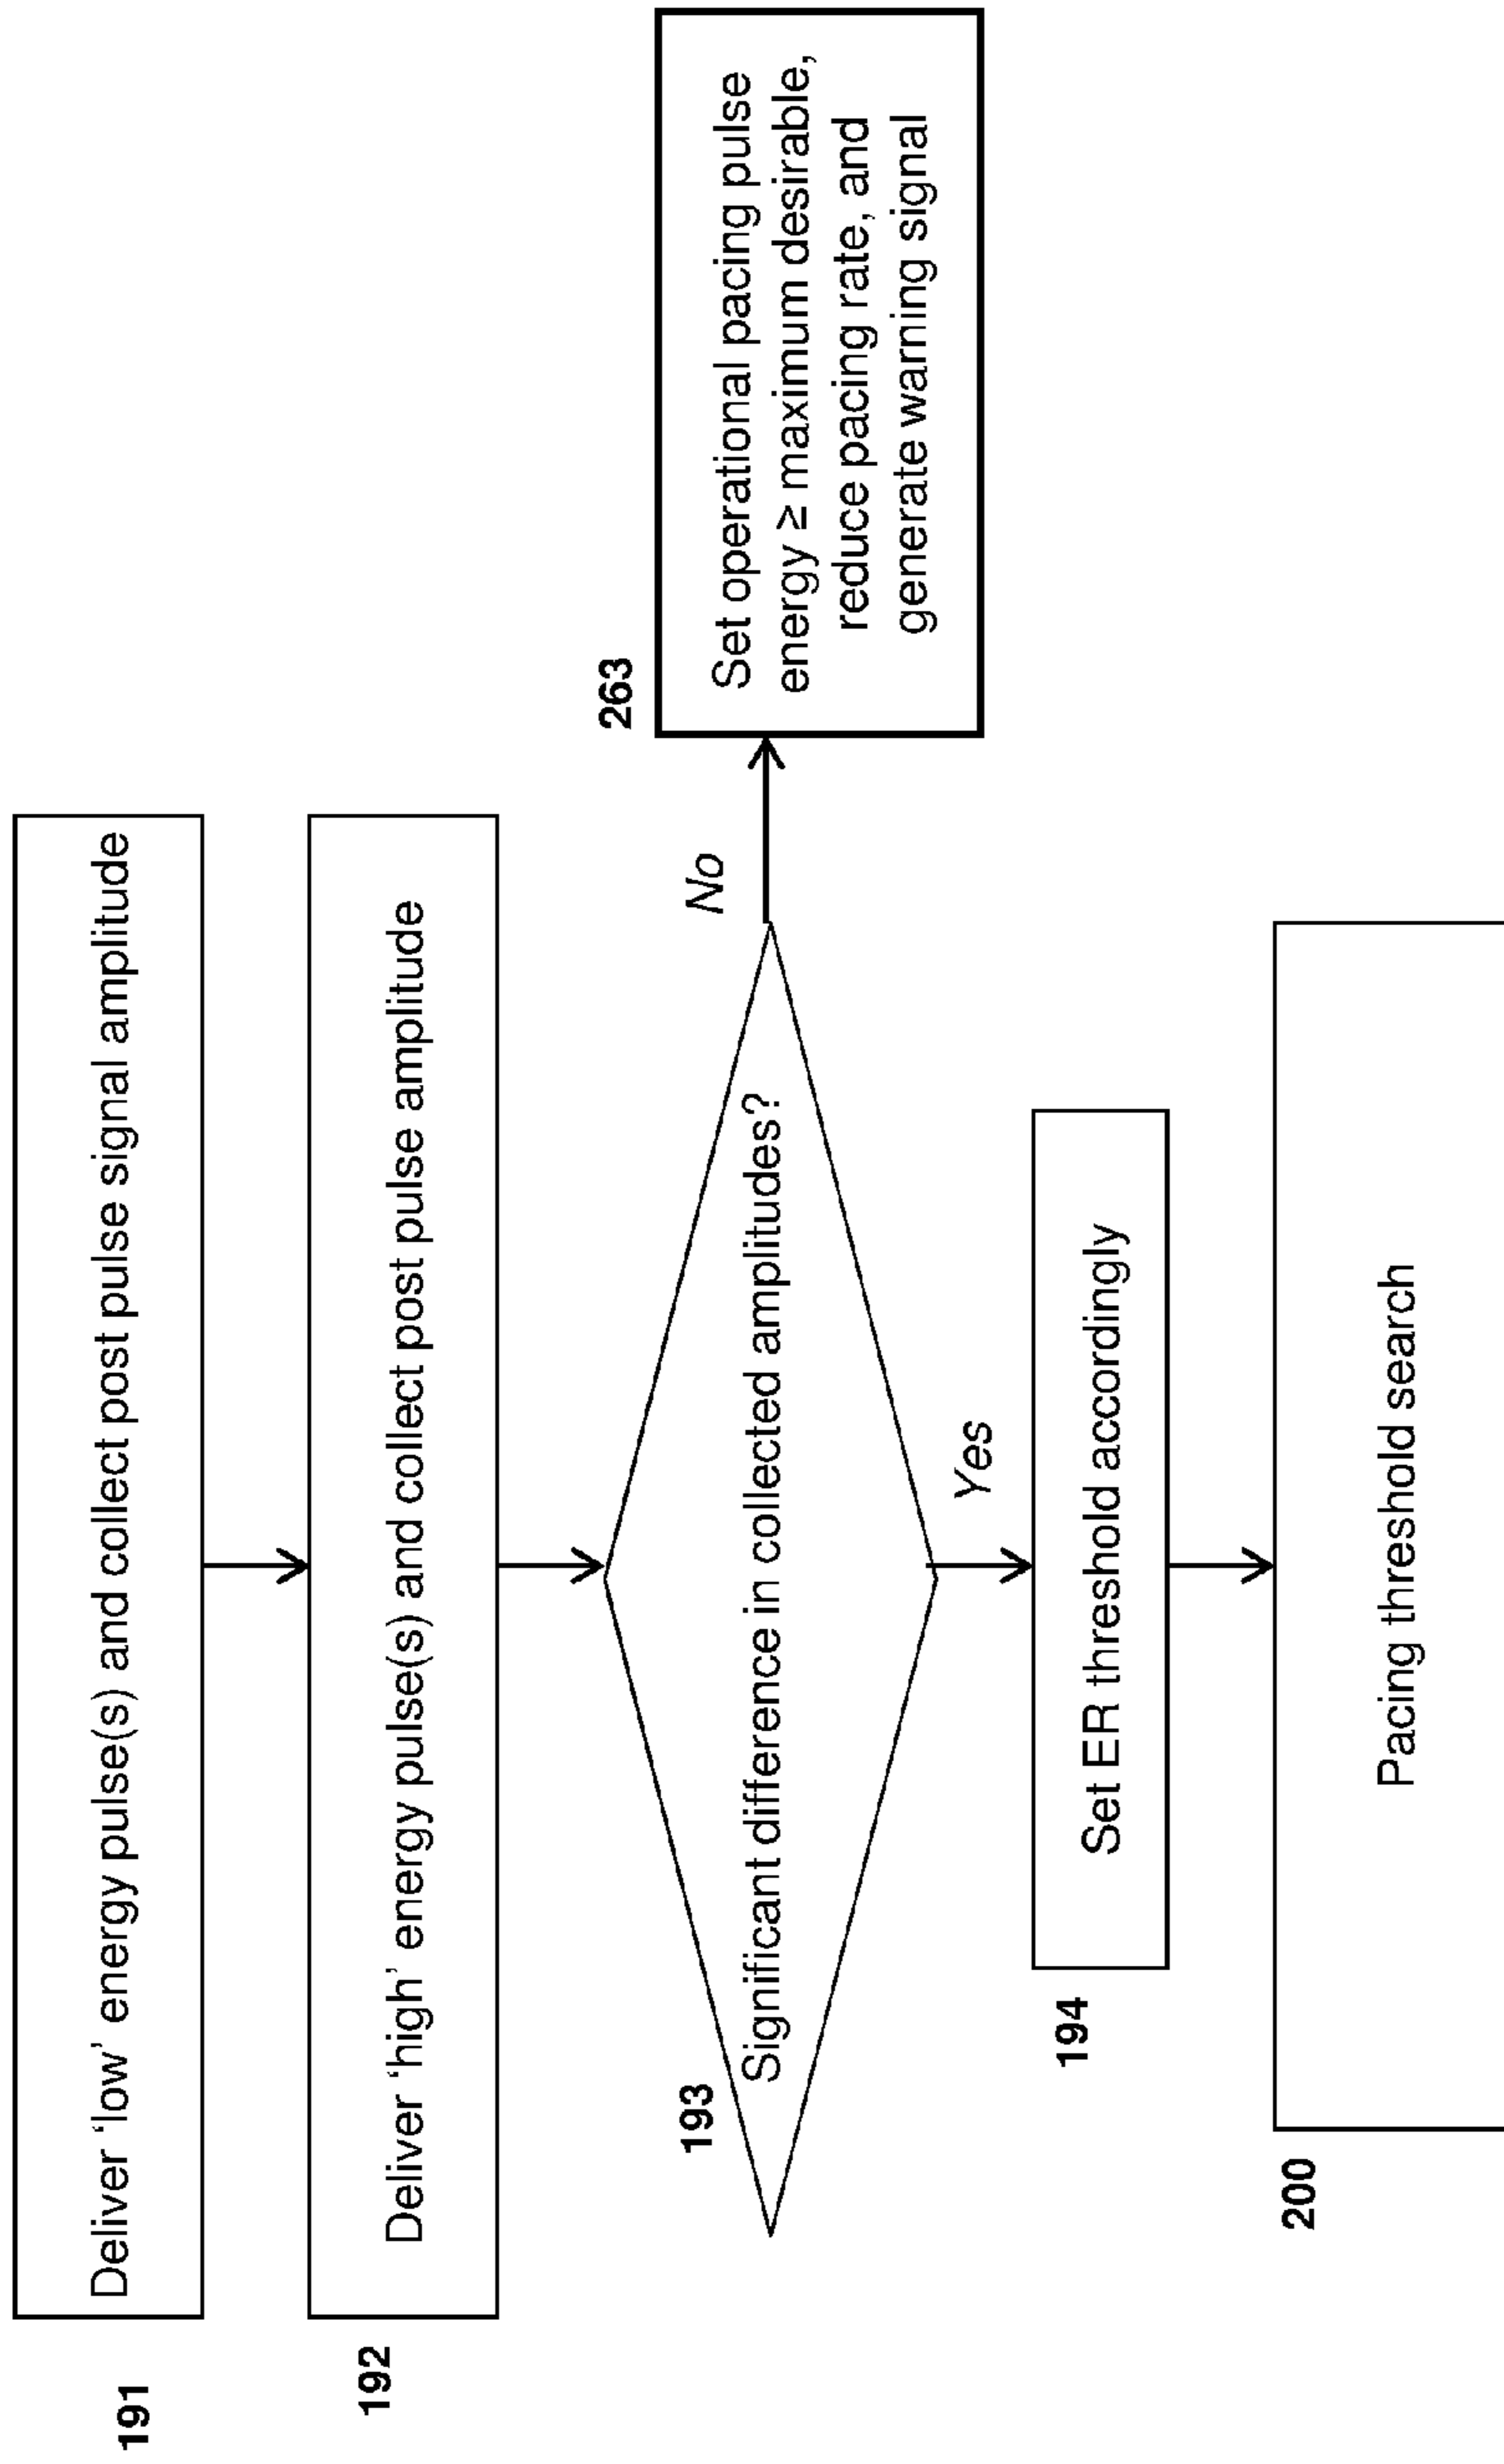 191
Deliver ‘low’ energy pulse(s) and collect post pulse signal amplitude
192
Deliver ‘high’ energy pulse(s) and collect post pulse amplitude
193
Significant difference in collected amplitudes?
No
263
Set operational pacing pulse
energy ≥ maximum desirable,
reduce pacing rate, and
generate warning signal
Yes
194
Set ER threshold accordingly
200
Pacing threshold search